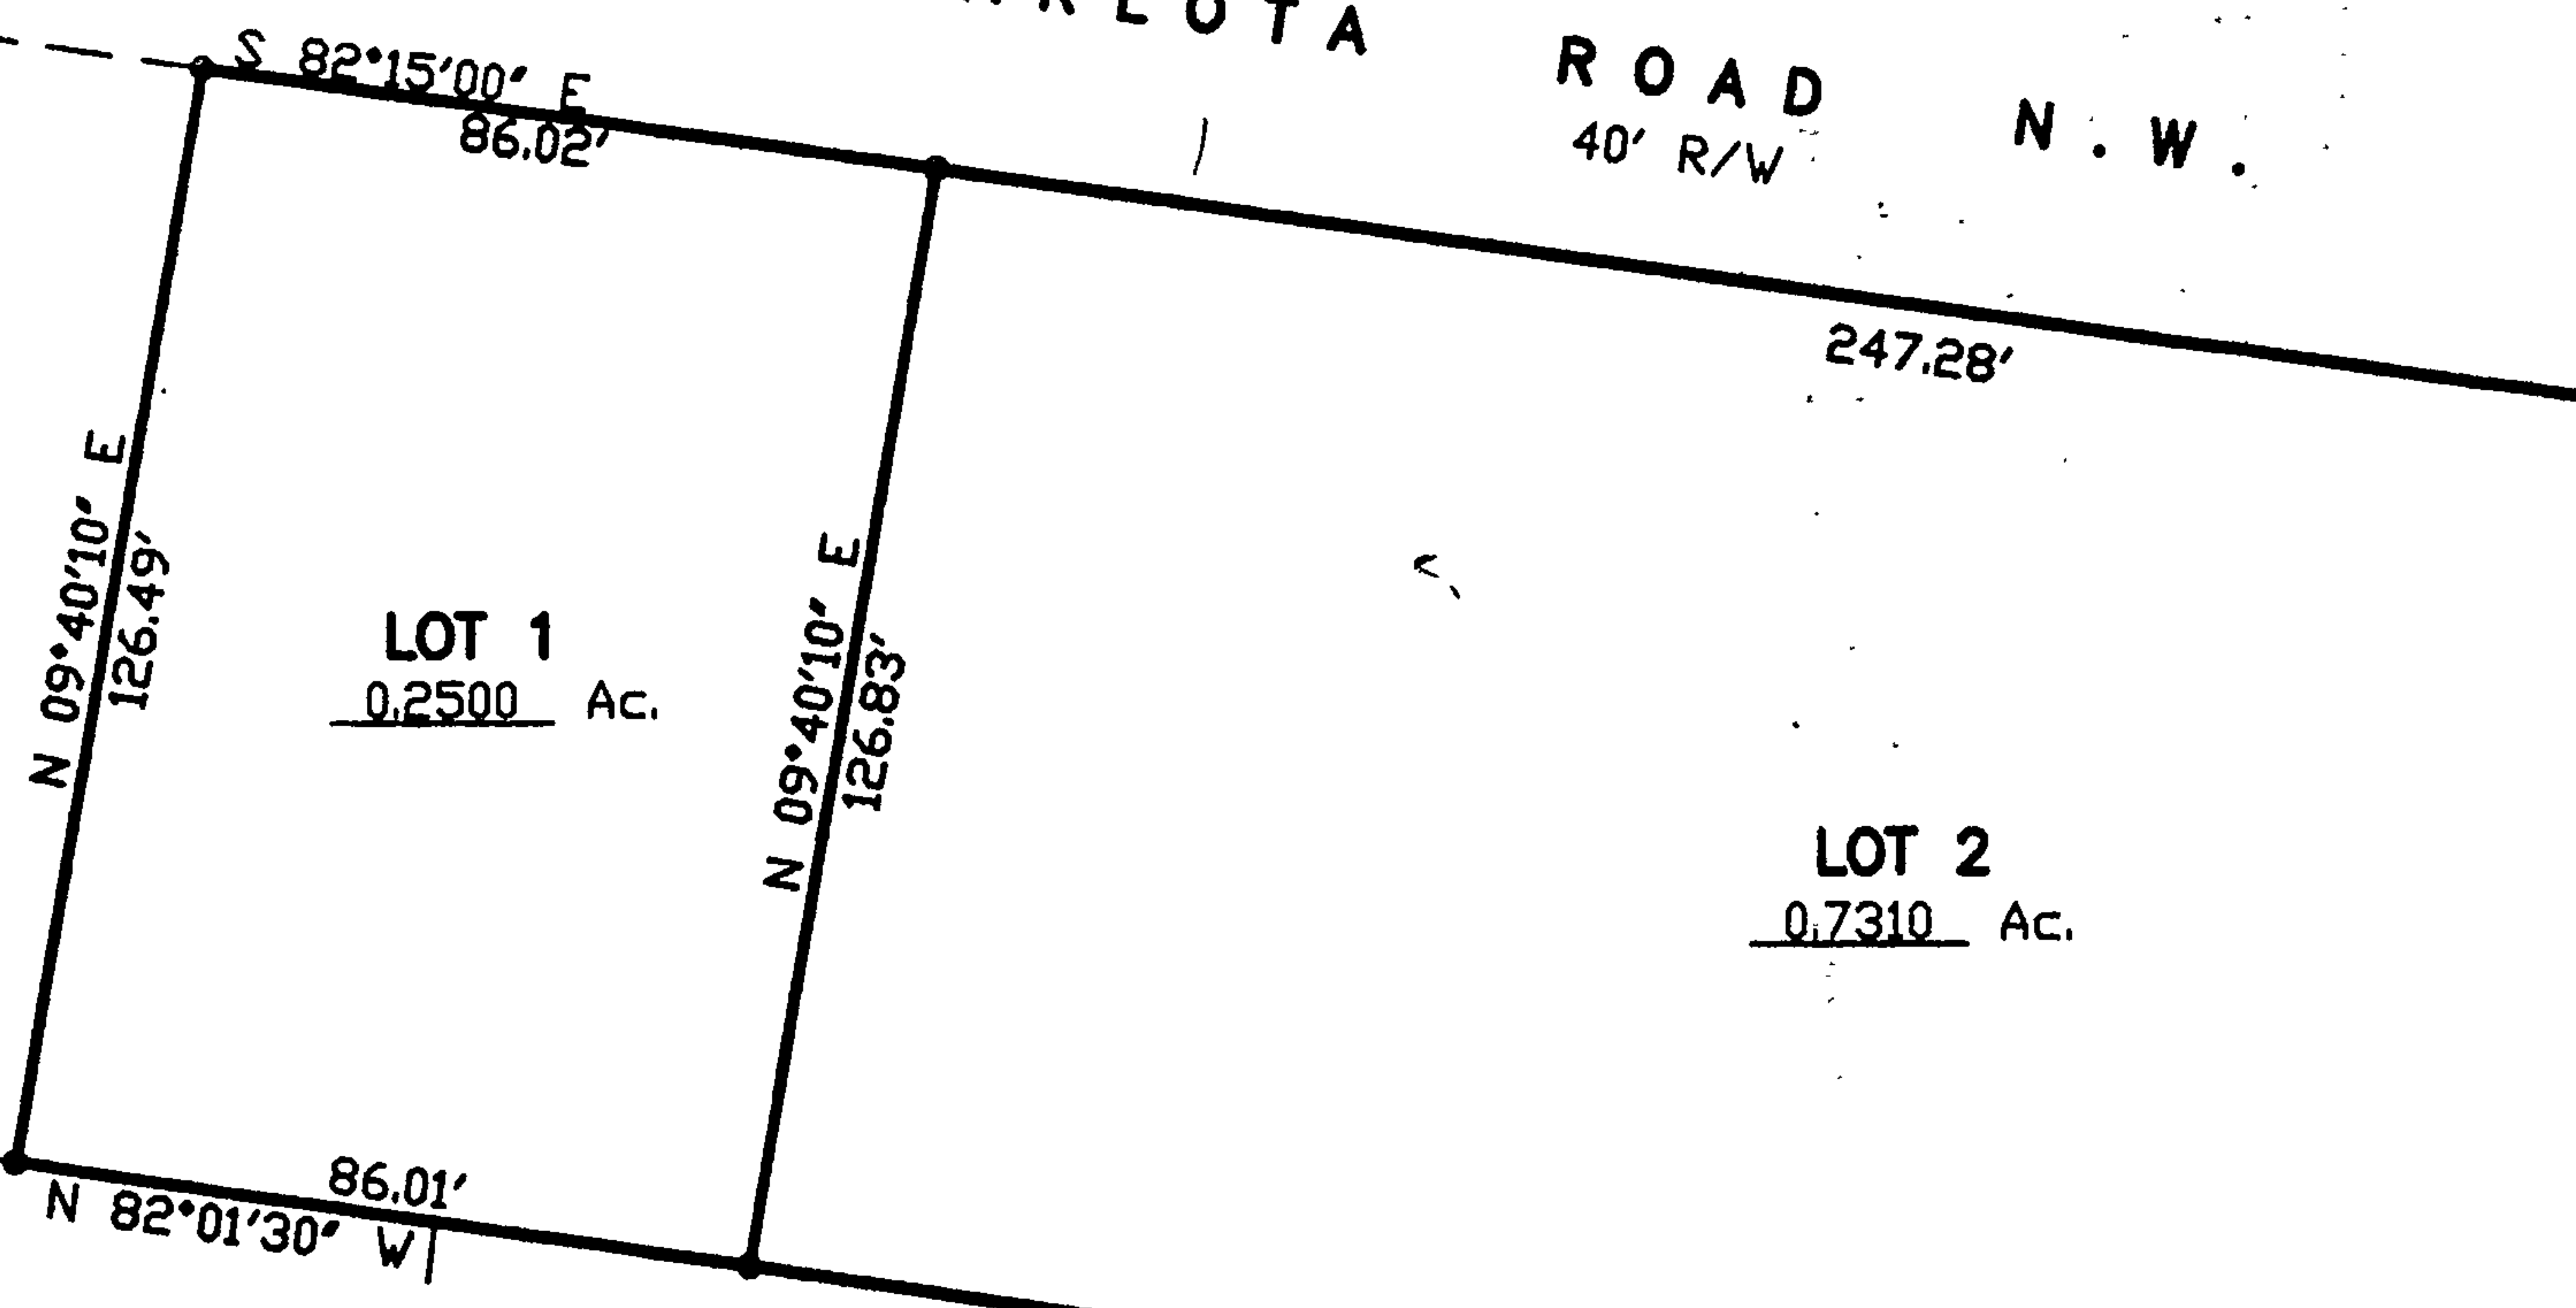 ROAD N.W.
40' R/W
S 82°15'00" E
86.02'
247.28'
N 09°40'10" E
126.49'
LOT 1
0.2500 Ac.
N 09°40'10" E
126.83'
LOT 2
0.7310 Ac.
86.01'
N 82°01'30" W